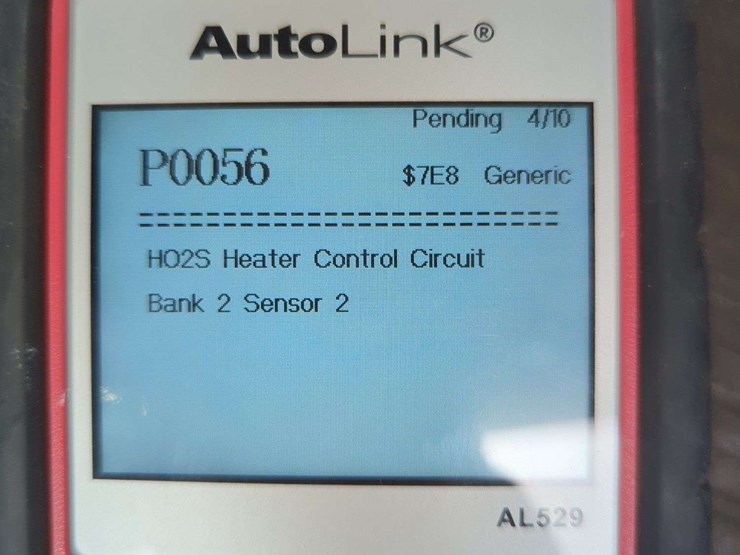 AutoLink®
Pending 4/10
P0056
$7E8 Generic
==============================
HO2S Heater Control Circuit
Bank 2 Sensor 2
AL529